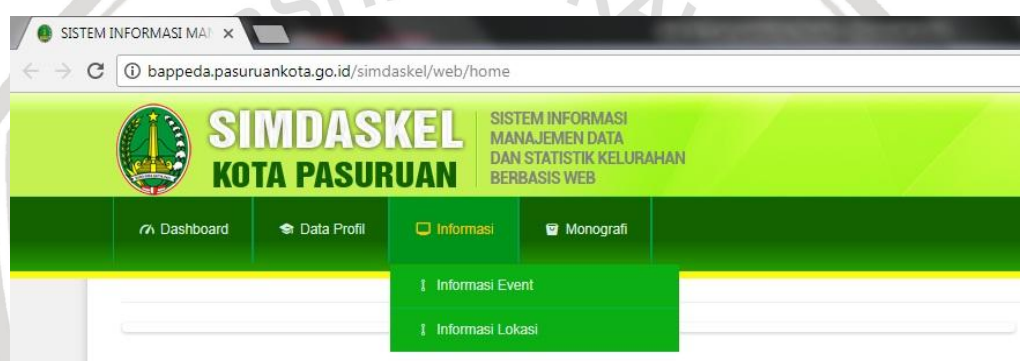 SISTEM INFORMASI MA
bappeda.pasuruankota.go.id/simdaskel/web/home
SIMDASKEL
KOTA PASURUAN
SISTEM INFORMASI
MANAJEMEN DATA
DAN STATISTIK KELURAHAN
BERBASIS WEB
Dashboard
Data Profil
Informasi
Monografi
Informasi Event
Informasi Lokasi